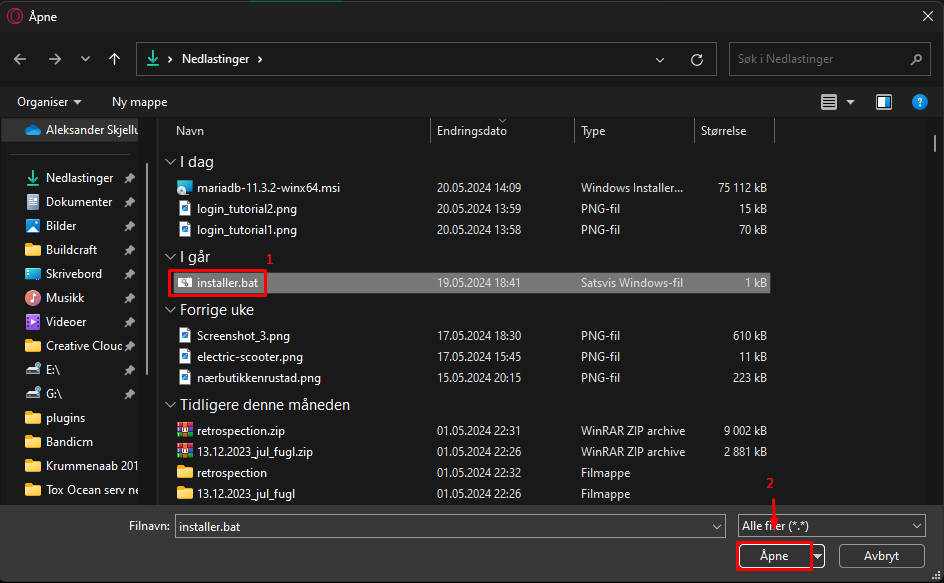 Åpne
Nedlastinger
Søk i Nedlastinger
Organiser Ny mappe
Aleksander Skjellu
Nedlastinger
Dokumenter
Bilder
Buildcraft
Skrivebord
Musikk
Videoer
Creative Clouc
E:\
G:\
plugins
Bandicm
Krummenaab 201
Tox Ocean serv ne
Navn Endringsdato Type Størrelse
I dag
mariadb-11.3.2-winx64.msi 20.05.2024 14:09 Windows Installer... 75 112 kB
login_tutorial2.png 20.05.2024 13:59 PNG-fil 15 kB
login_tutorial1.png 20.05.2024 13:58 PNG-fil 70 kB
I går
1
installer.bat 19.05.2024 18:41 Satsvis Windows-fil 1 kB
Forrige uke
Screenshot_3.png 17.05.2024 18:30 PNG-fil 610 kB
electric-scooter.png 17.05.2024 15:45 PNG-fil 11 kB
nærbutikkenrustad.png 15.05.2024 20:15 PNG-fil 223 kB
Tidligere denne måneden
retrospection.zip 01.05.2024 22:31 WinRAR ZIP archive 9 002 kB
13.12.2023_jul_fugl.zip 01.05.2024 22:26 WinRAR ZIP archive 2 881 kB
retrospection 01.05.2024 22:32 Filmappe
13.12.2023_jul_fugl 01.05.2024 22:26 Filmappe
2
Filnavn: installer.bat Alle filer (*.*)
Åpne Avbryt